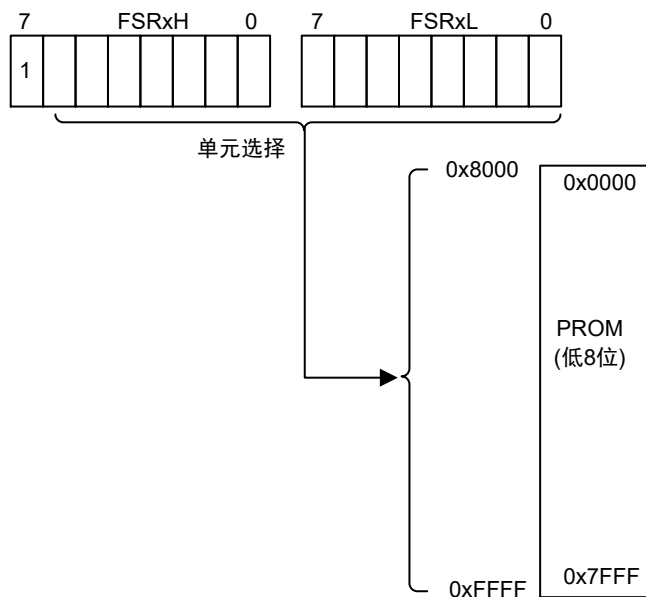 7 FSRxH 0 7 FSRxL 0
1
单元选择
0x8000 0x0000
PROM
(低8位)
0xFFFF 0x7FFF